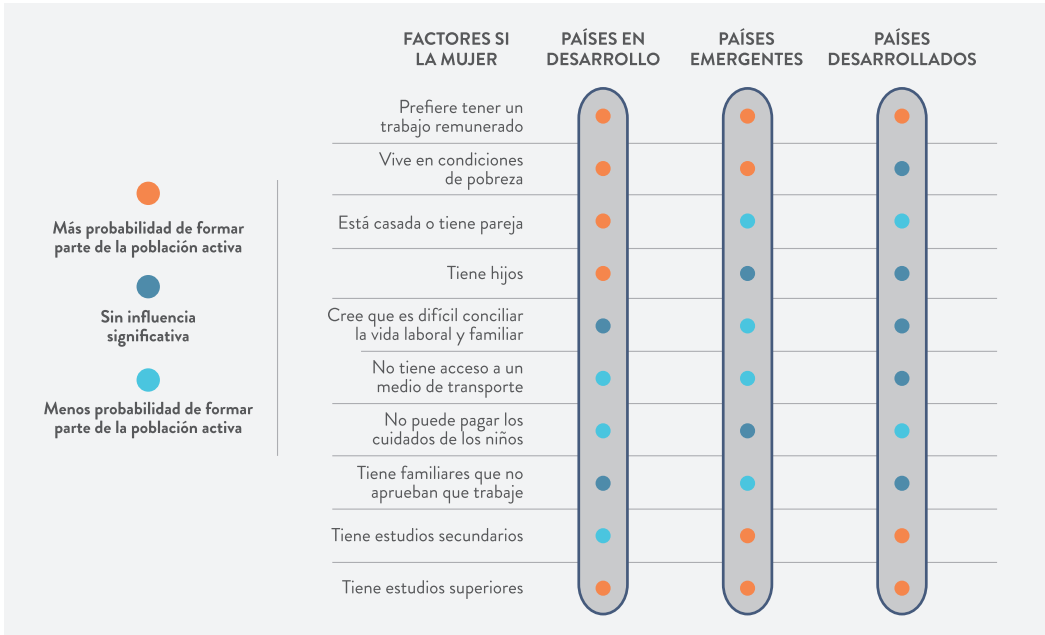 FACTORES SI
LA MUJER
PAÍSES EN
DESARROLLO
PAÍSES
EMERGENTES
PAÍSES
DESARROLLADOS
Más probabilidad de formar
parte de la población activa
Sin influencia
significativa
Menos probabilidad de formar
parte de la población activa
Prefiere tener un
trabajo remunerado
Vive en condiciones
de pobreza
Está casada o tiene pareja
Tiene hijos
Cree que es difícil conciliar
la vida laboral y familiar
No tiene acceso a un
medio de transporte
No puede pagar los
cuidados de los niños
Tiene familiares que no
aprueban que trabaje
Tiene estudios secundarios
Tiene estudios superiores